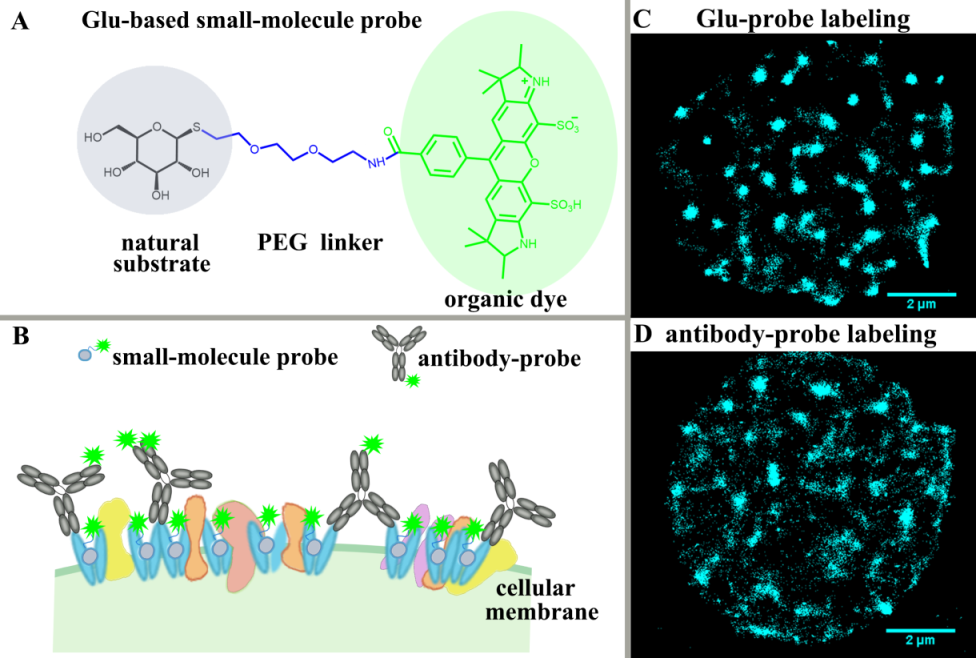 A Glu-based small-molecule probe
HO
HO
OH
OH
O
S
O
O
NH
O
NH
+
SO3
−
O
SO3H
NH
natural
substrate
PEG linker
organic dye
B
small-molecule probe
antibody-probe
cellular
membrane
C Glu-probe labeling
2 µm
D antibody-probe labeling
2 µm